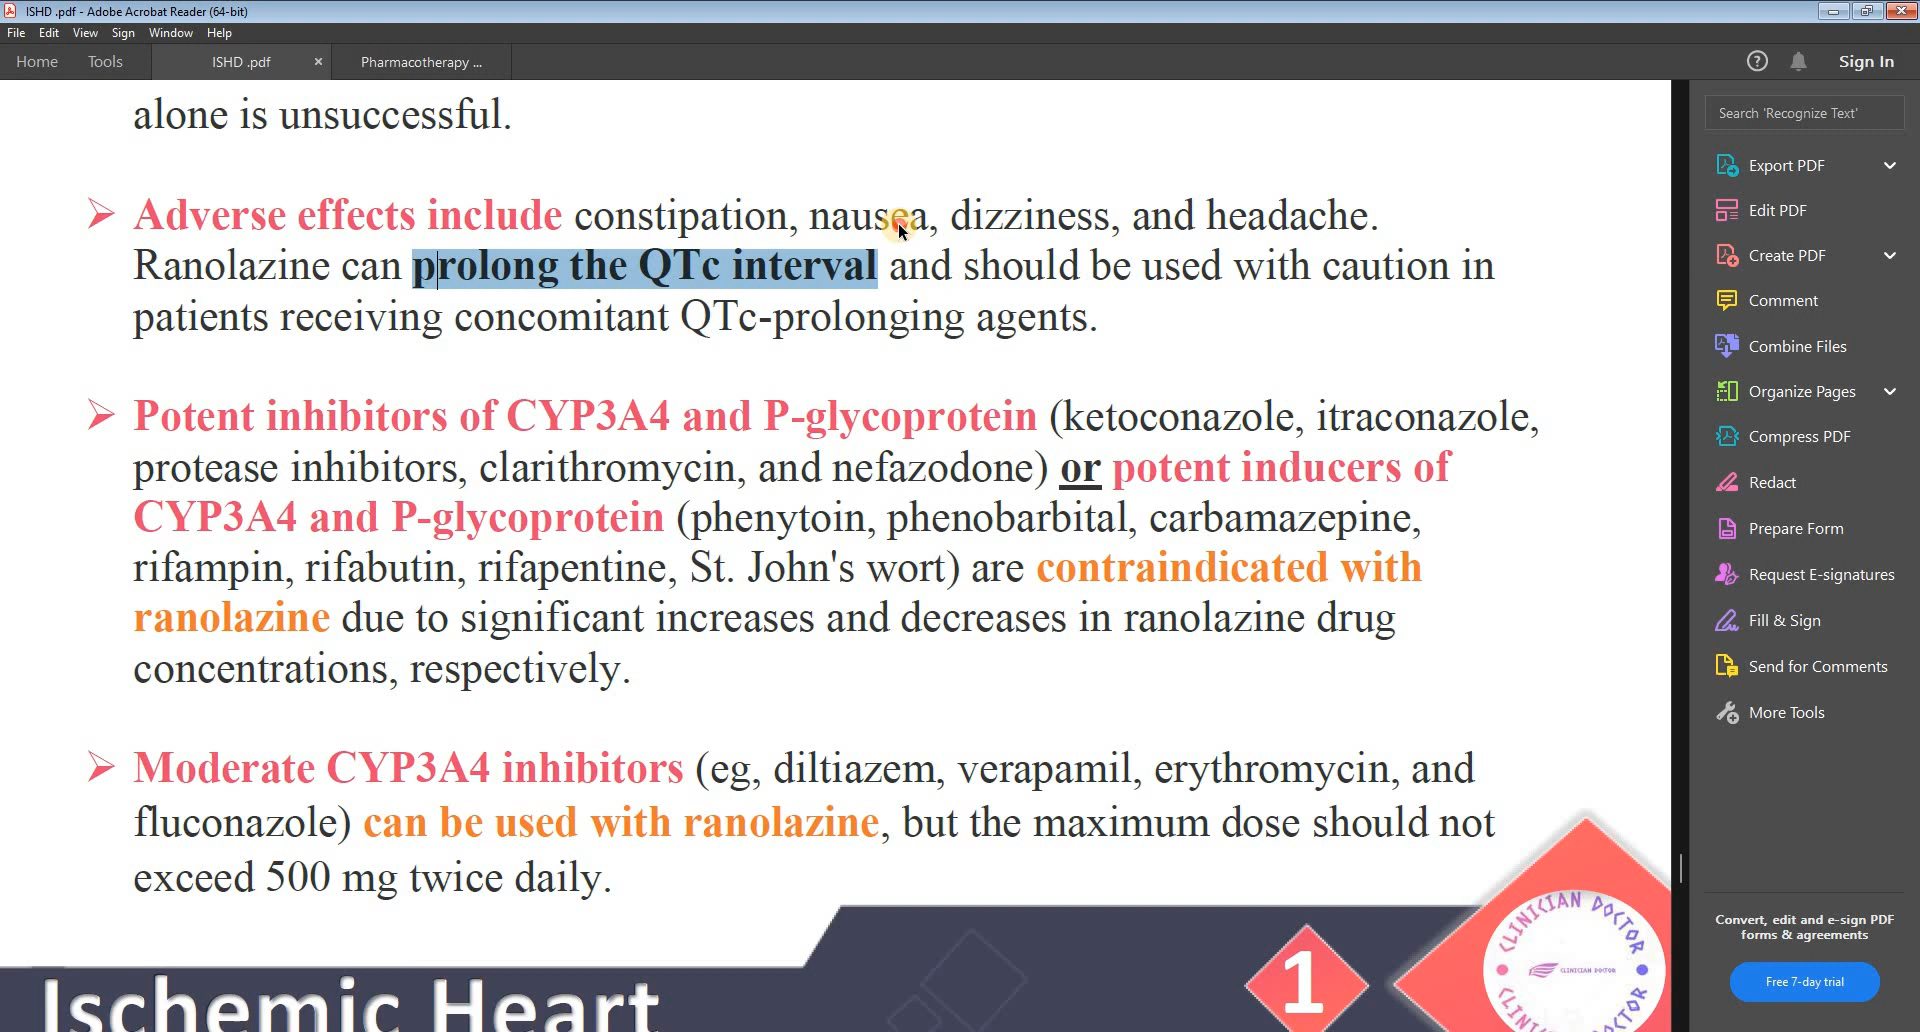 ISHD .pdf - Adobe Acrobat Reader (64-bit)
File Edit View Sign Window Help
Home Tools ISHD .pdf × Pharmacotherapy ... Sign In
alone is unsuccessful.
Adverse effects include constipation, nausea, dizziness, and headache.
Ranolazine can prolong the QTc interval and should be used with caution in
patients receiving concomitant QTc-prolonging agents.
Potent inhibitors of CYP3A4 and P-glycoprotein (ketoconazole, itraconazole,
protease inhibitors, clarithromycin, and nefazodone) or potent inducers of
CYP3A4 and P-glycoprotein (phenytoin, phenobarbital, carbamazepine,
rifampin, rifabutin, rifapentine, St. John's wort) are contraindicated with
ranolazine due to significant increases and decreases in ranolazine drug
concentrations, respectively.
Moderate CYP3A4 inhibitors (eg, diltiazem, verapamil, erythromycin, and
fluconazole) can be used with ranolazine, but the maximum dose should not
exceed 500 mg twice daily.
Ischemic Heart
1
CLINICIAN DOCTOR
CLINICIAN DOCTOR
CLINICIAN DOCTOR
Search 'Recognize Text'
Export PDF
Edit PDF
Create PDF
Comment
Combine Files
Organize Pages
Compress PDF
Redact
Prepare Form
Request E-signatures
Fill & Sign
Send for Comments
More Tools
Convert, edit and e-sign PDF
forms & agreements
Free 7-day trial